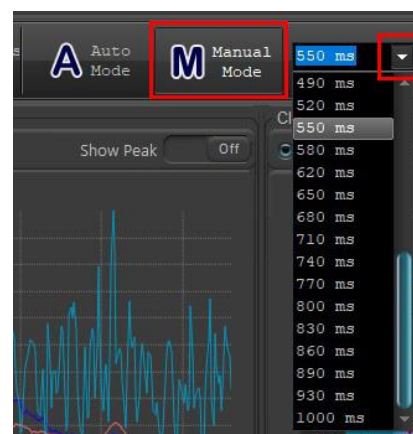 A Auto Mode
M Manual Mode
550 ms
490 ms
520 ms
550 ms
580 ms
620 ms
650 ms
680 ms
710 ms
740 ms
770 ms
800 ms
830 ms
860 ms
890 ms
930 ms
1000 ms
Show Peak Off
Cl